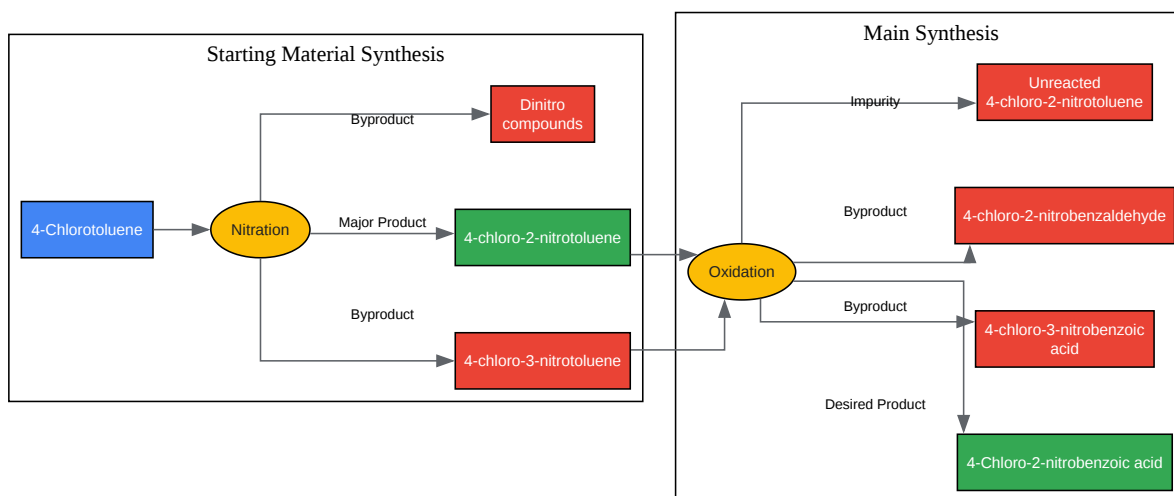 Starting Material Synthesis
Dinitro
compounds
Byproduct
4-Chlorotoluene
Nitration
Major Product
4-chloro-2-nitrotoluene
Byproduct
4-chloro-3-nitrotoluene
Main Synthesis
Unreacted
4-chloro-2-nitrotoluene
Impurity
Byproduct
4-chloro-2-nitrobenzaldehyde
Oxidation
Byproduct
4-chloro-3-nitrobenzoic
acid
Desired Product
4-Chloro-2-nitrobenzoic acid